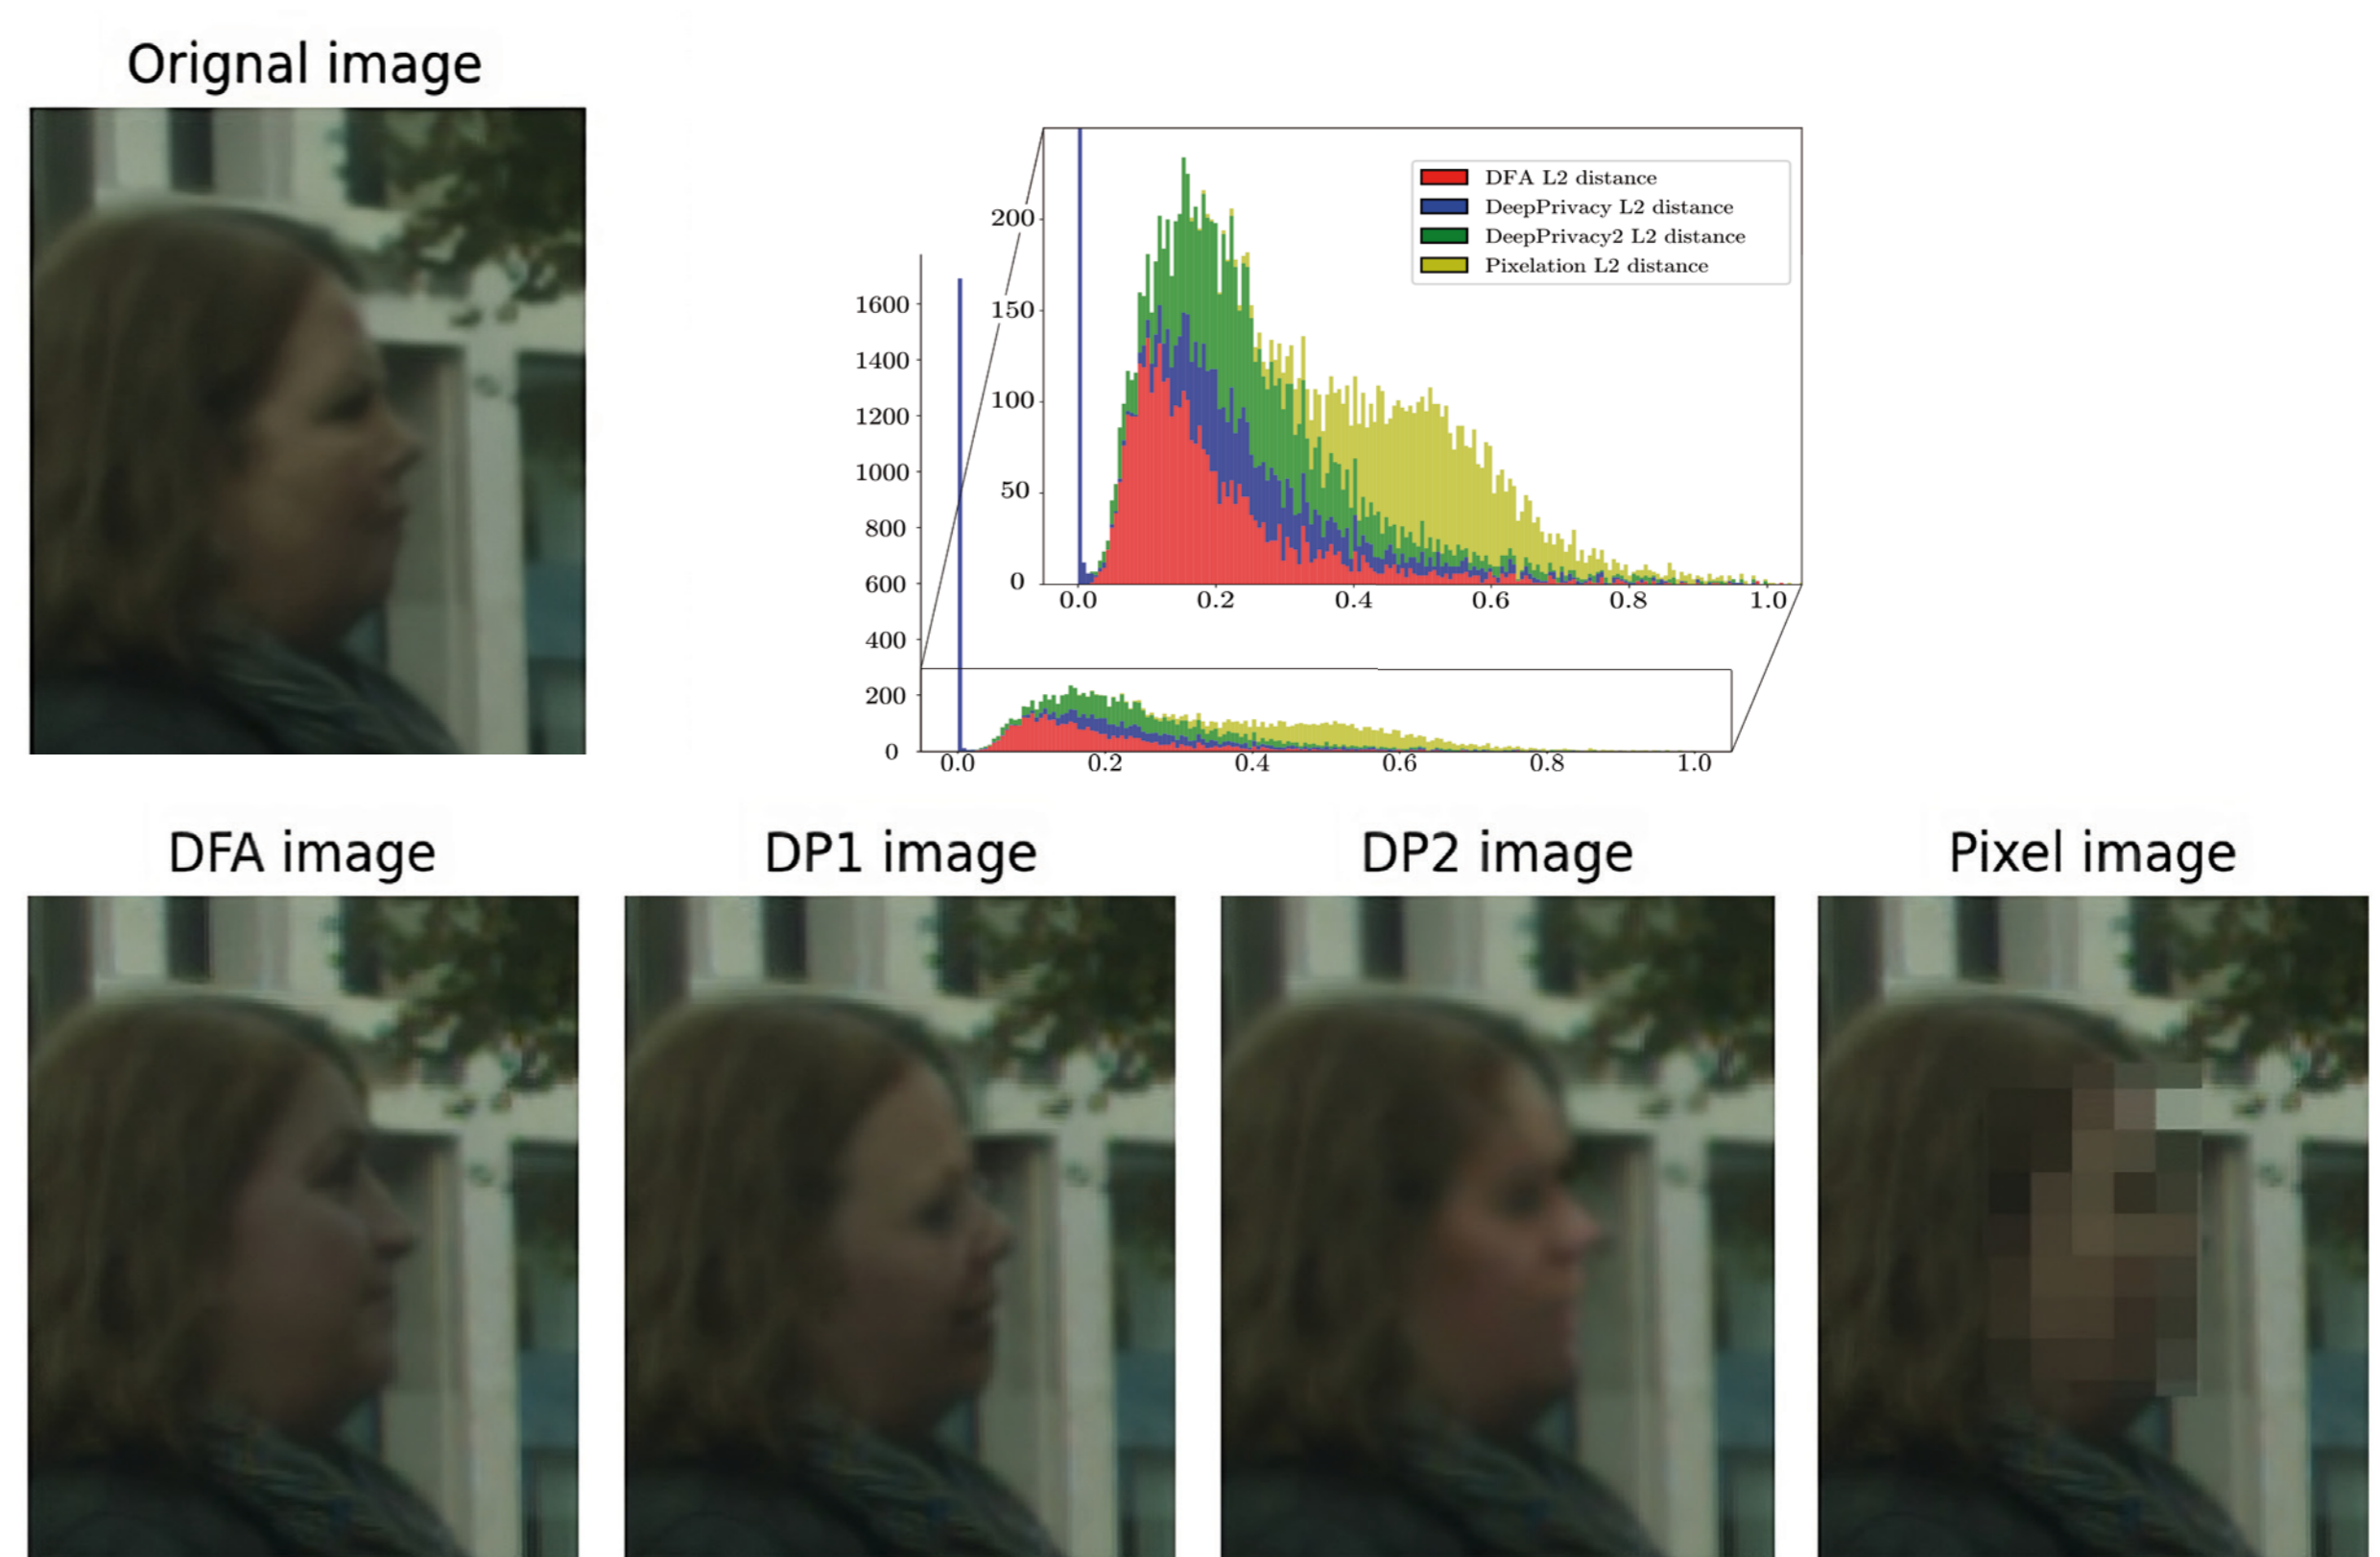 Orignal image
DFA L2 distance
DeepPrivacy L2 distance
DeepPrivacy2 L2 distance
Pixelation L2 distance
200
150
100
50
0
0.0 0.2 0.4 0.6 0.8 1.0
1600
1400
1200
1000
800
600
400
200
0
0.0 0.2 0.4 0.6 0.8 1.0
DFA image
DP1 image
DP2 image
Pixel image